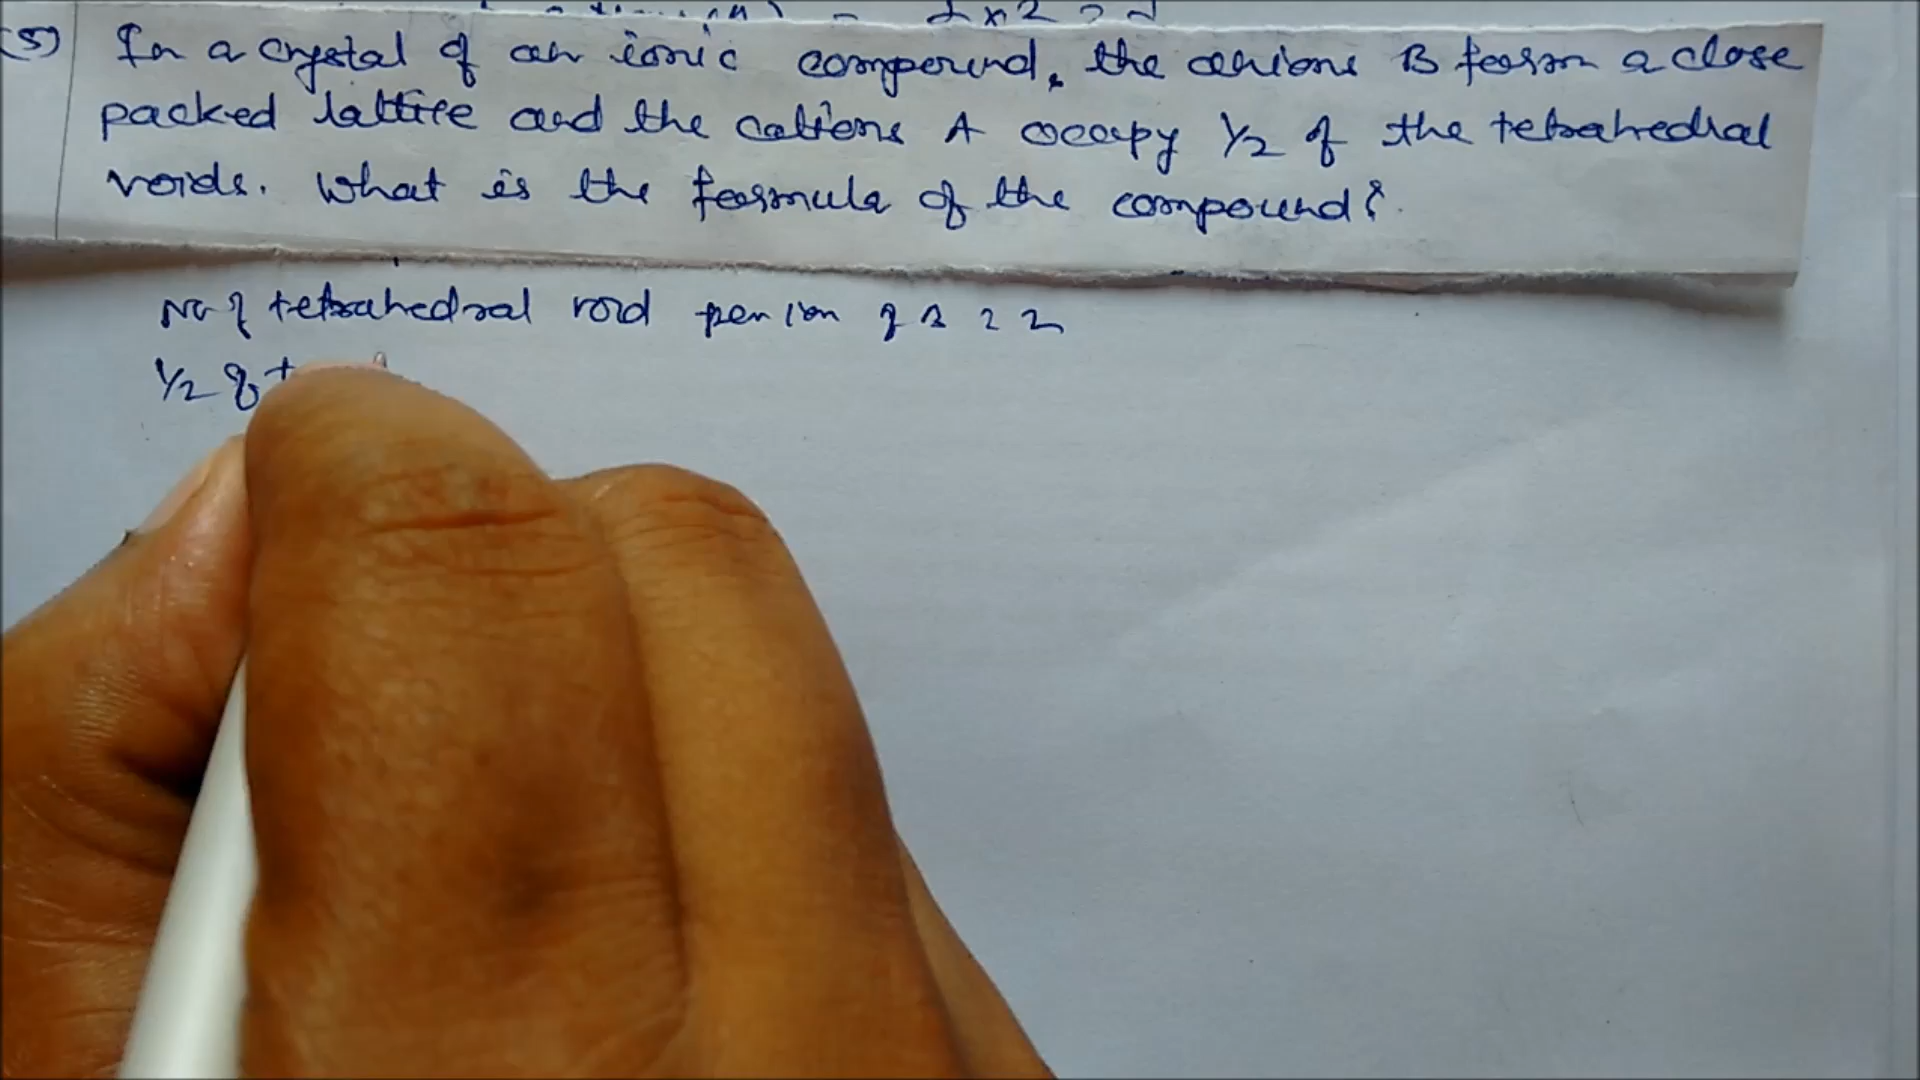 (5) In a crystal of an ionic compound, the anions B form a close
packed lattice and the cations A occupy 1/2 of the tetrahedral
voids. What is the formula of the compound?
No of tetrahedral void per ion of B = 2
1/2 of